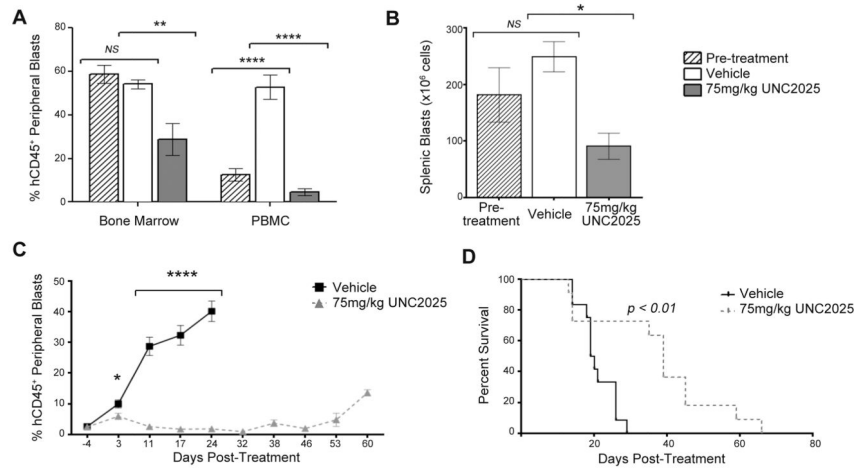 A
% hCD45⁺ Peripheral Blasts
80
60
40
20
0
NS
**
****
****
Bone Marrow
PBMC
B
Splenic Blasts (x10⁶ cells)
300
200
100
0
NS
*
Pre-
treatment
Vehicle
75mg/kg
UNC2025
Pre-treatment
Vehicle
75mg/kg UNC2025
C
% hCD45⁺ Peripheral Blasts
50
40
30
20
10
0
*
****
Vehicle
75mg/kg UNC2025
-4 3 11 17 24 32 38 46 53 60
Days Post-Treatment
D
Percent Survival
100
80
60
40
20
0
p < 0.01
Vehicle
75mg/kg UNC2025
20 40 60 80
Days Post-Treatment